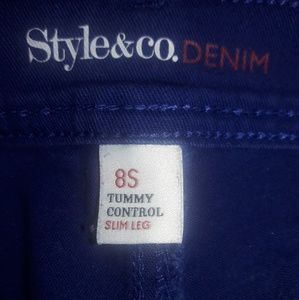 Style&co. DENIM
8S
TUMMY
CONTROL
SLIM LEG